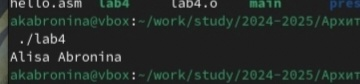 hello.asm lab4 lab4.o main pres
akabronina@vbox:~/work/study/2024-2025/Архит
./lab4
Alisa Abronina
akabronina@vbox:~/work/study/2024-2025/Архит